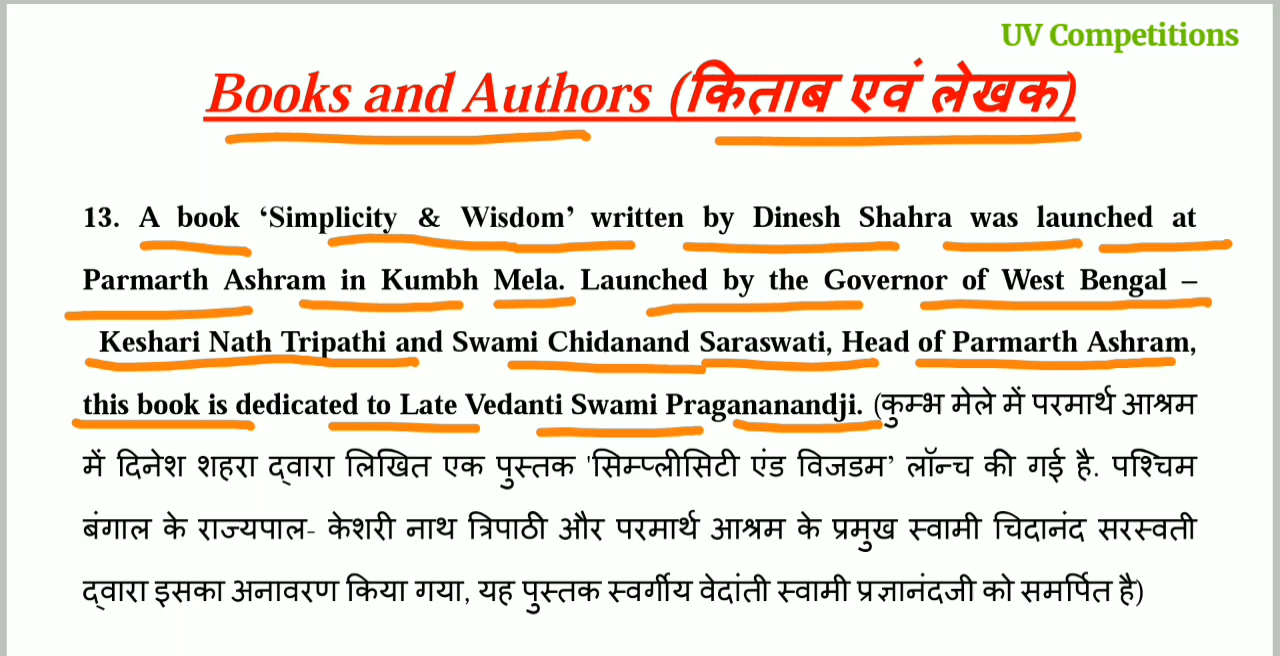 UV Competitions
Books and Authors (किताब एवं लेखक)
13. A book ‘Simplicity & Wisdom’ written by Dinesh Shahra was launched at
Parmarth Ashram in Kumbh Mela. Launched by the Governor of West Bengal –
Keshari Nath Tripathi and Swami Chidanand Saraswati, Head of Parmarth Ashram,
this book is dedicated to Late Vedanti Swami Pragnanandji. (कुम्भ मेले में परमार्थ आश्रम
में दिनेश शहरा द्वारा लिखित एक पुस्तक 'सिम्प्लीसिटी एंड विजडम’ लॉन्च की गई है. पश्चिम
बंगाल के राज्यपाल- केशरी नाथ त्रिपाठी और परमार्थ आश्रम के प्रमुख स्वामी चिदानंद सरस्वती
द्वारा इसका अनावरण किया गया, यह पुस्तक स्वर्गीय वेदांती स्वामी प्रज्ञानंदजी को समर्पित है)